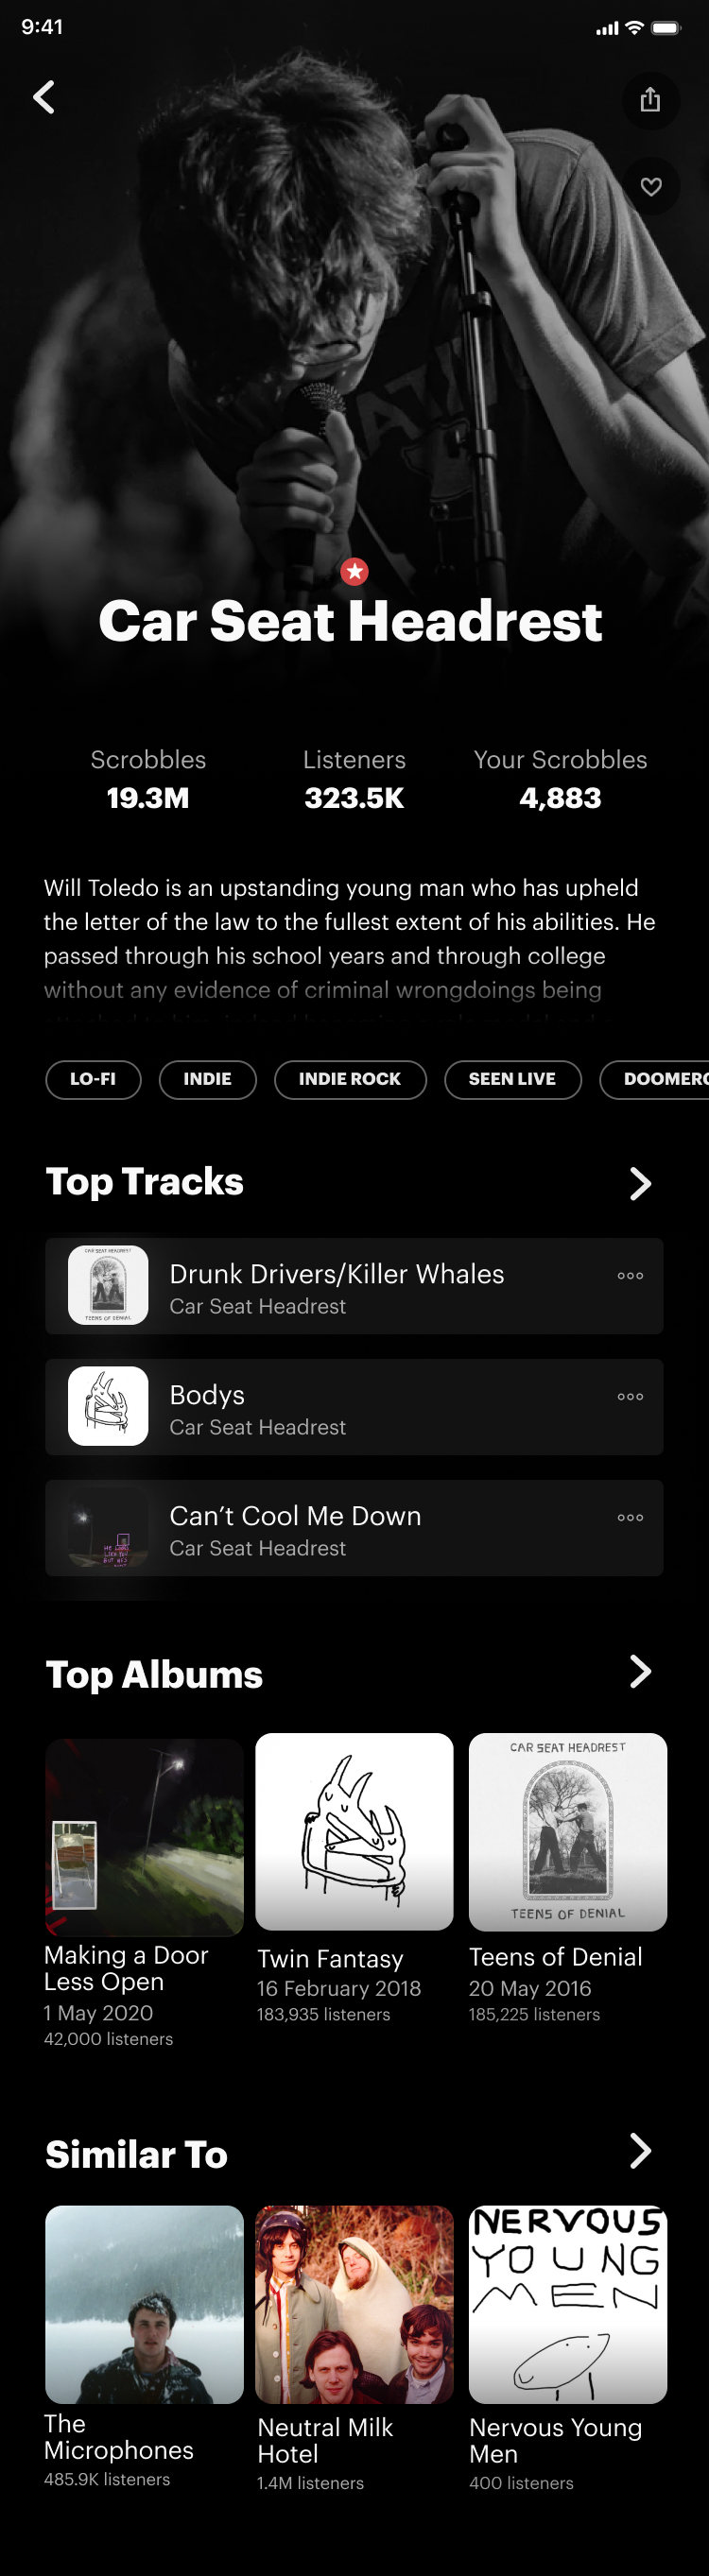 9:41
Car Seat Headrest
Scrobbles Listeners Your Scrobbles
19.3M 323.5K 4,883
Will Toledo is an upstanding young man who has upheld
the letter of the law to the fullest extent of his abilities. He
passed through his school years and through college
without any evidence of criminal wrongdoings being
LO-FI INDIE INDIE ROCK SEEN LIVE DOOMERC
Top Tracks
CAR SEAT HEADREST
TEENS OF DENIAL
Drunk Drivers/Killer Whales
Car Seat Headrest
Bodys
Car Seat Headrest
Can’t Cool Me Down
Car Seat Headrest
Top Albums
CAR SEAT HEADREST
TEENS OF DENIAL
Making a Door
Less Open
1 May 2020
42,000 listeners
Twin Fantasy
16 February 2018
183,935 listeners
Teens of Denial
20 May 2016
185,225 listeners
Similar To
NERVOUS
YOUNG
MEN
The
Microphones
485.9K listeners
Neutral Milk
Hotel
1.4M listeners
Nervous Young
Men
400 listeners